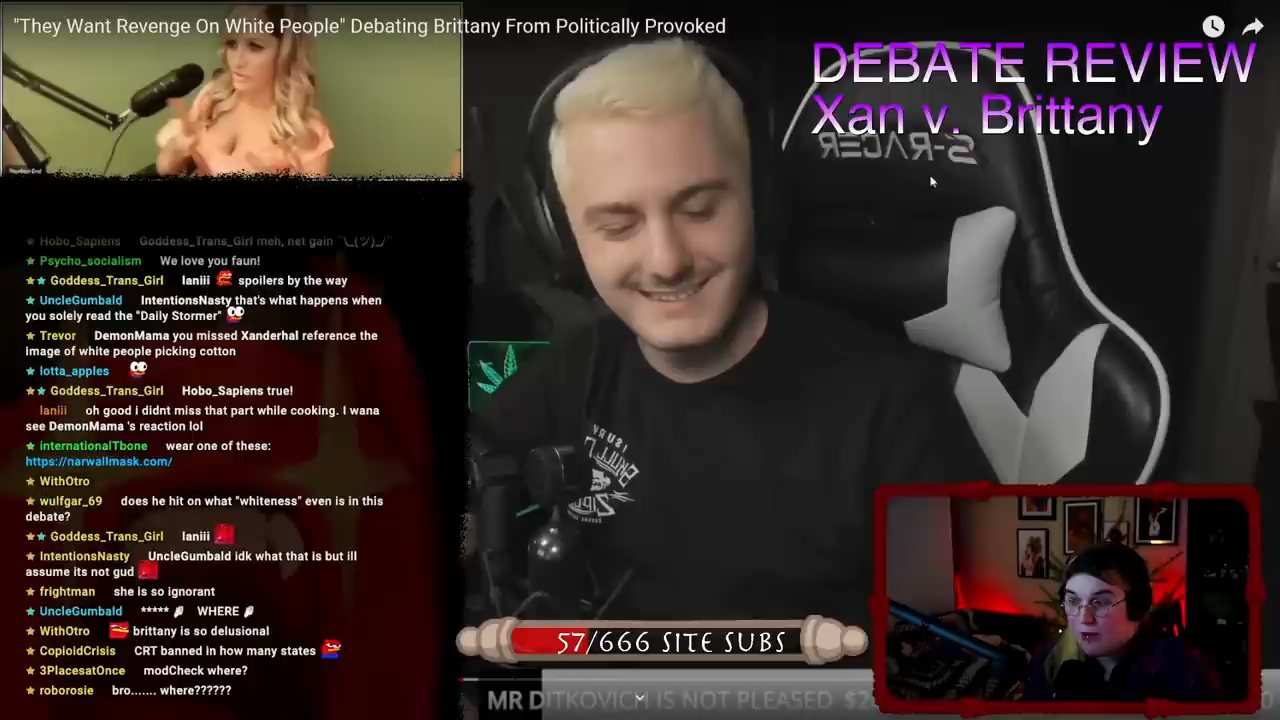 "They Want Revenge On White People" Debating Brittany From Politically Provoked
DEBATE REVIEW
Xan v. Brittany
S-RACER
Hobo_Sapiens Goddess_Trans_Girl meh, net gain ¯\_(ツ)_/¯
Psycho_socialism We love you faun!
Goddess_Trans_Girl laniii spoilers by the way
UncleGumbald IntentionsNasty that's what happens when
you solely read the "Daily Stormer"
Trevor DemonMama you missed Xanderhal reference the
image of white people picking cotton
lotta_apples
Goddess_Trans_Girl Hobo_Sapiens true!
laniii oh good i didnt miss that part while cooking. I wana
see DemonMama 's reaction lol
internationalTbone wear one of these:
https://narwallmask.com/
WithOtro
wulfgar_69 does he hit on what "whiteness" even is in this
debate?
Goddess_Trans_Girl laniii
IntentionsNasty UncleGumbald idk what that is but ill
assume its not gud
frightman she is so ignorant
UncleGumbald ***** WHERE
WithOtro brittany is so delusional
CopioidCrisis CRT banned in how many states
3PlacesatOnce modCheck where?
roborosie bro....... where??????
57/666 SITE SUBS
MR DITKOVICH IS NOT PLEASED